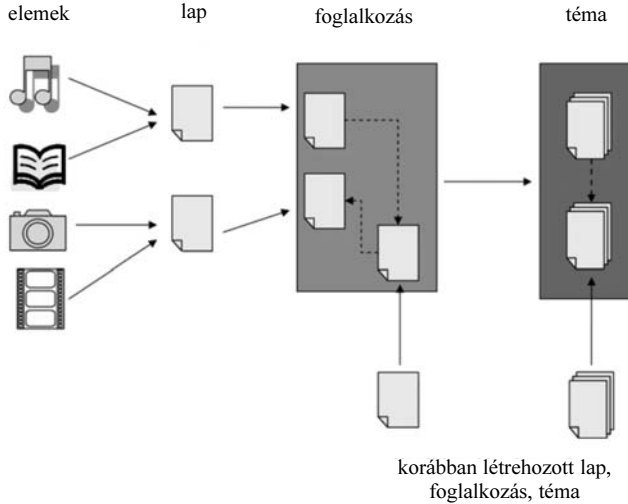 elemek
lap
foglalkozás
téma
korábban létrehozott lap,
foglalkozás, téma